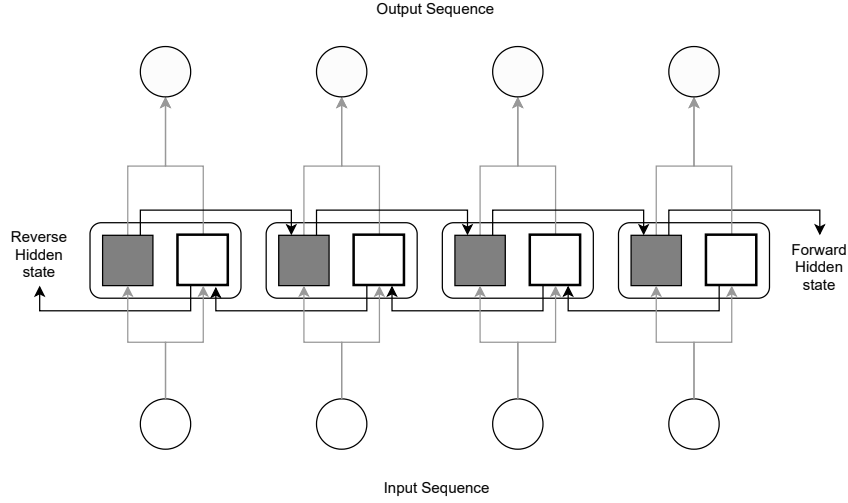 Output Sequence
Reverse
Hidden
state
Forward
Hidden
state
Input Sequence